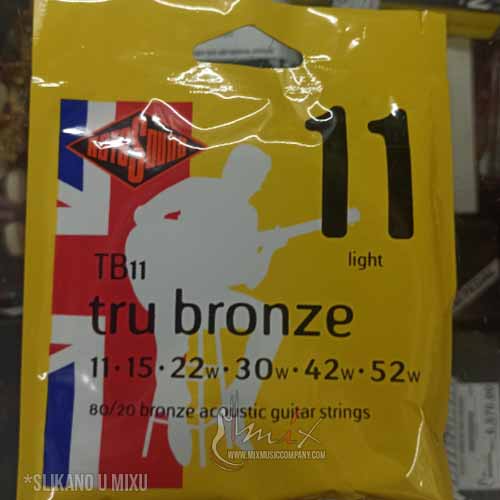 ROTOSOUND
11
light
TB11
tru bronze
11·15·22w·30w·42w·52w
80/20 bronze acoustic guitar strings
mix
WWW.MIXMUSICCOMPANY.COM
*SLIKANO U MIXU